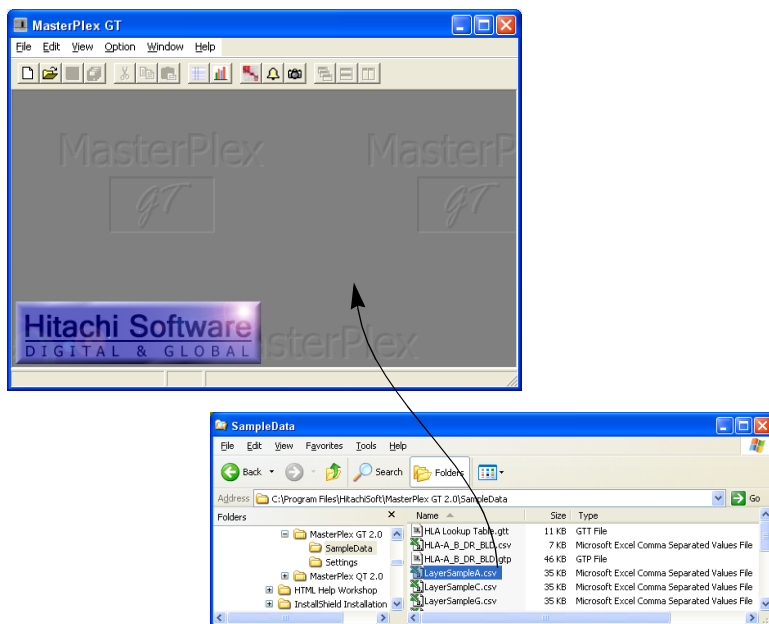 MasterPlex GT
File Edit View Option Window Help
MasterPlex MasterP
GT GT
Hitachi Software
DIGITAL & GLOBAL
sterPlex
SampleData
File Edit View Favorites Tools Help
Back Search Folders
Address C:\Program Files\HitachiSoft\MasterPlex GT 2.0\SampleData Go
Folders × Name Size Type
MasterPlex GT 2.0 HLA Lookup Table.gtt 11 KB GTT File
SampleData HLA-A_B_DR_BLD.csv 7 KB Microsoft Excel Comma Separated Values File
Settings HLA-A_B_DR_BLD.gtp 46 KB GTP File
MasterPlex QT 2.0 LayerSampleA.csv 35 KB Microsoft Excel Comma Separated Values File
HTML Help Workshop LayerSampleC.csv 35 KB Microsoft Excel Comma Separated Values File
InstallShield Installation LayerSampleG.csv 35 KB Microsoft Excel Comma Separated Values File